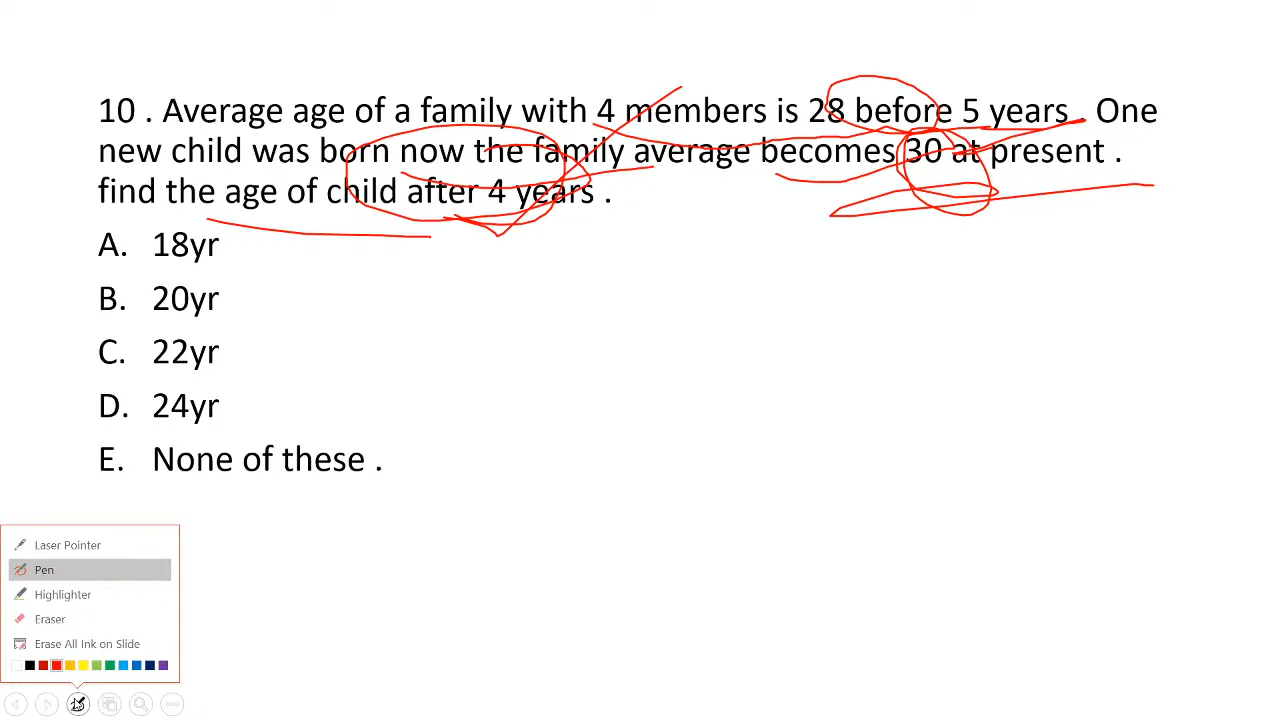 10 . Average age of a family with 4 members is 28 before 5 years . One
new child was born now the family average becomes 30 at present .
find the age of child after 4 years .
A. 18yr
B. 20yr
C. 22yr
D. 24yr
E. None of these .
Laser Pointer
Pen
Highlighter
Eraser
Erase All Ink on Slide